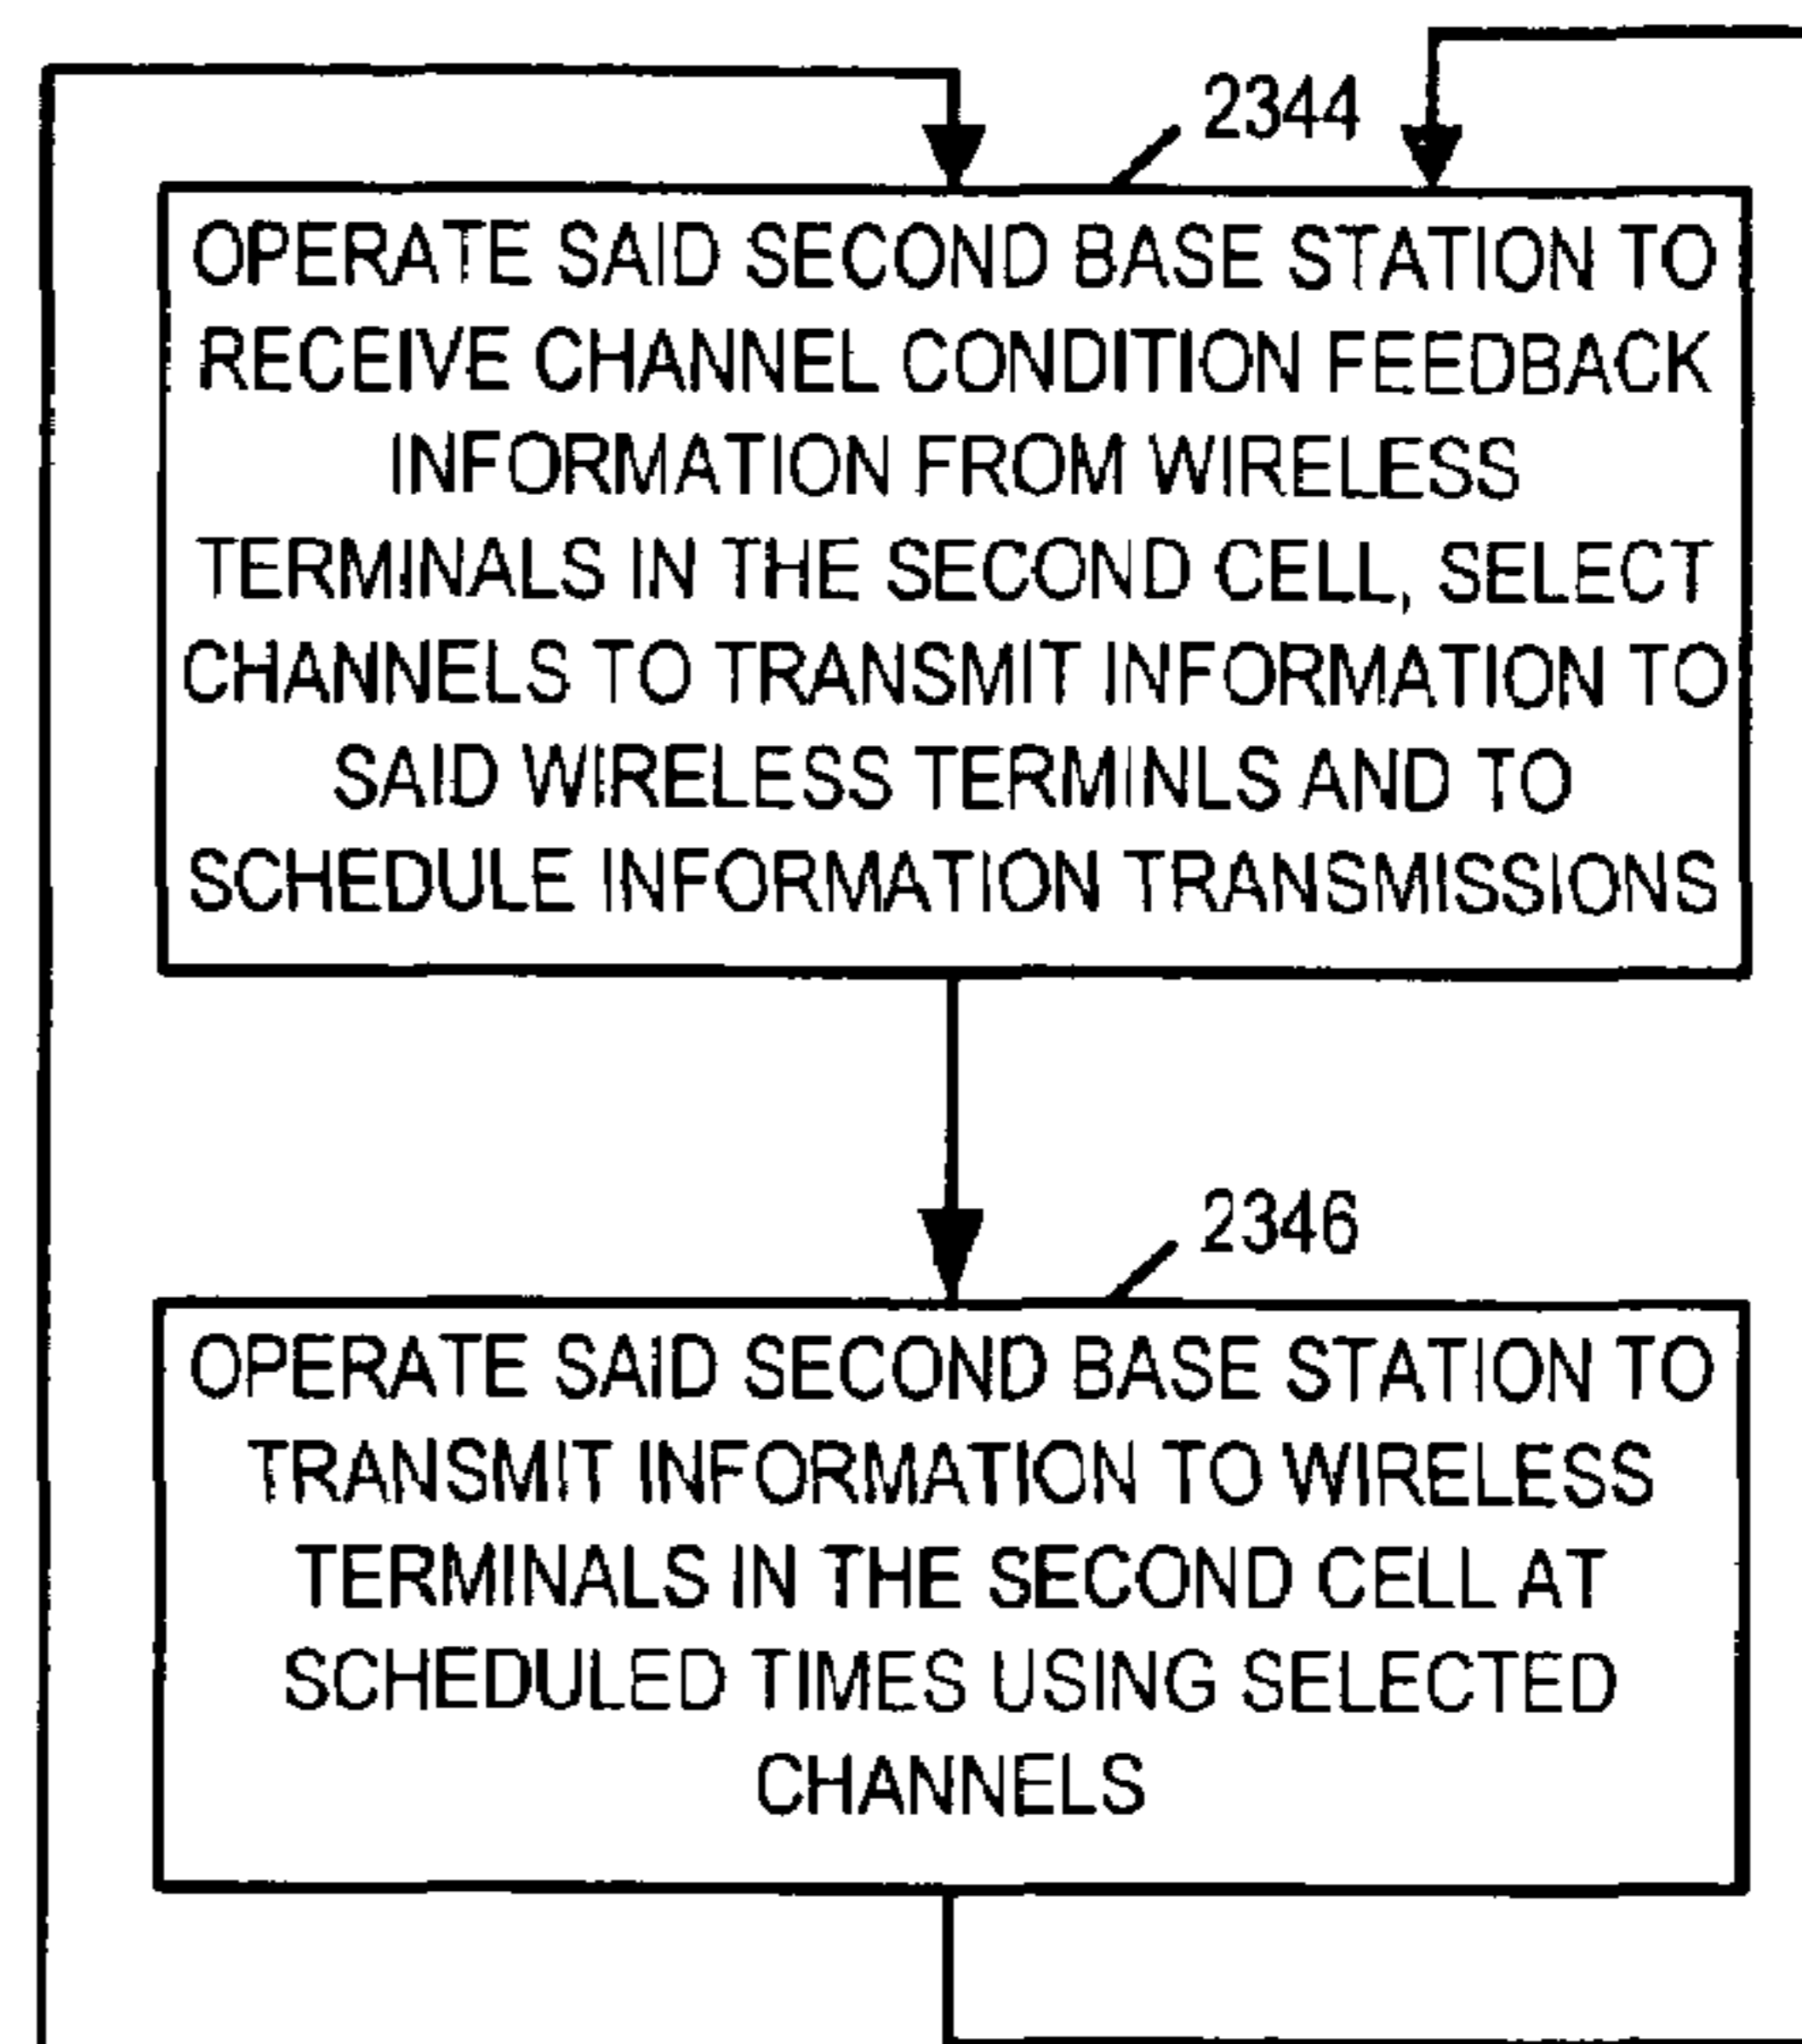 2344
OPERATE SAID SECOND BASE STATION TO
RECEIVE CHANNEL CONDITION FEEDBACK
INFORMATION FROM WIRELESS
TERMINALS IN THE SECOND CELL, SELECT
CHANNELS TO TRANSMIT INFORMATION TO
SAID WIRELESS TERMINLS AND TO
SCHEDULE INFORMATION TRANSMISSIONS
2346
OPERATE SAID SECOND BASE STATION TO
TRANSMIT INFORMATION TO WIRELESS
TERMINALS IN THE SECOND CELL AT
SCHEDULED TIMES USING SELECTED
CHANNELS